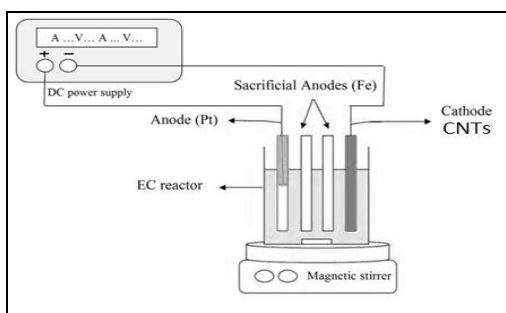 A ...V... A ... V...
+ −
DC power supply
Sacrificial Anodes (Fe)
Anode (Pt)
Cathode
CNTs
EC reactor
Magnetic stirrer